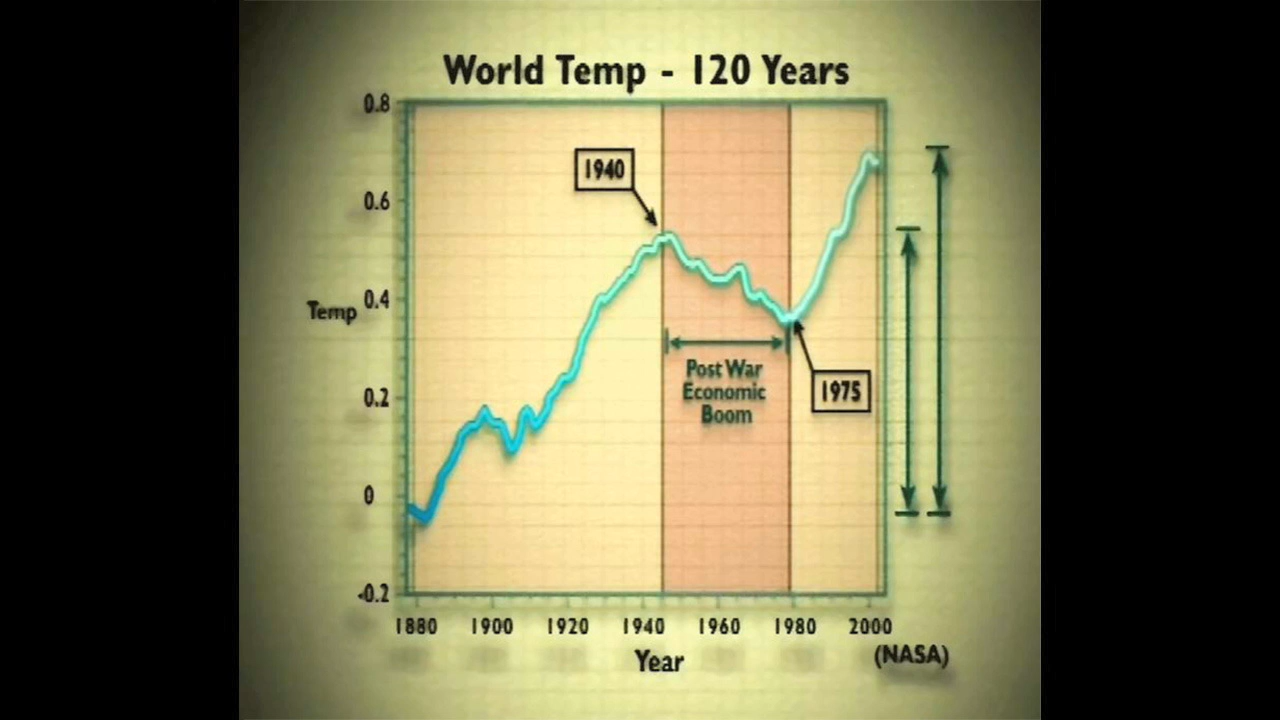 World Temp - 120 Years
0.8
1940
0.6
Temp
0.4
Post War
Economic
Boom
1975
0.2
0
-0.2
1880 1900 1920 1940 1960 1980 2000
Year
(NASA)